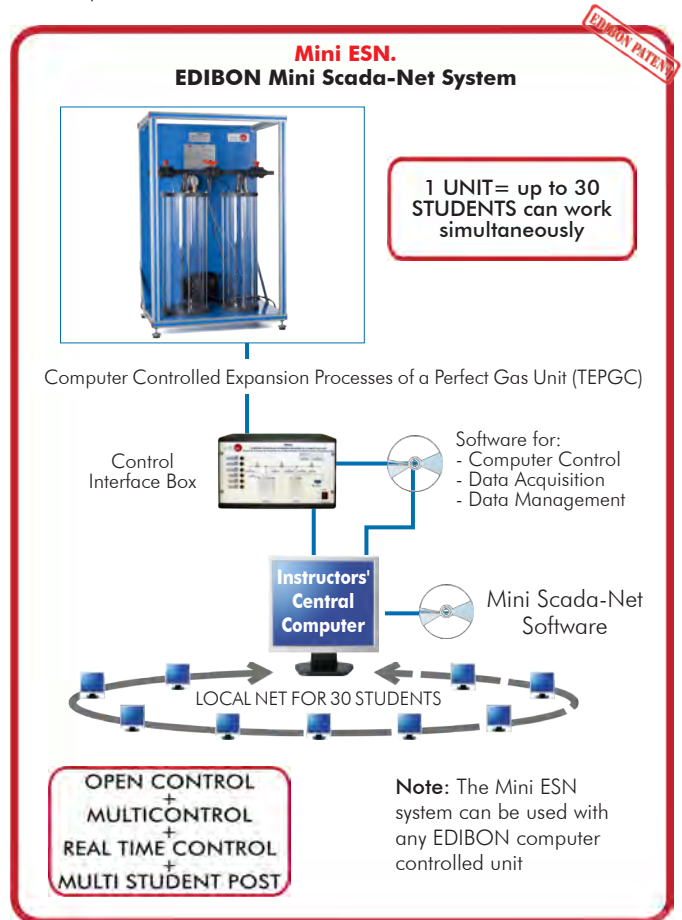 EDIBON PATENT
Mini ESN.
EDIBON Mini Scada-Net System
1 UNIT= up to 30
STUDENTS can work
simultaneously
Computer Controlled Expansion Processes of a Perfect Gas Unit (TEPGC)
Control
Interface Box
Software for:
- Computer Control
- Data Acquisition
- Data Management
Instructors'
Central
Computer
Mini Scada-Net
Software
LOCAL NET FOR 30 STUDENTS
OPEN CONTROL
+
MULTICONTROL
+
REAL TIME CONTROL
+
MULTI STUDENT POST
Note: The Mini ESN
system can be used with
any EDIBON computer
controlled unit